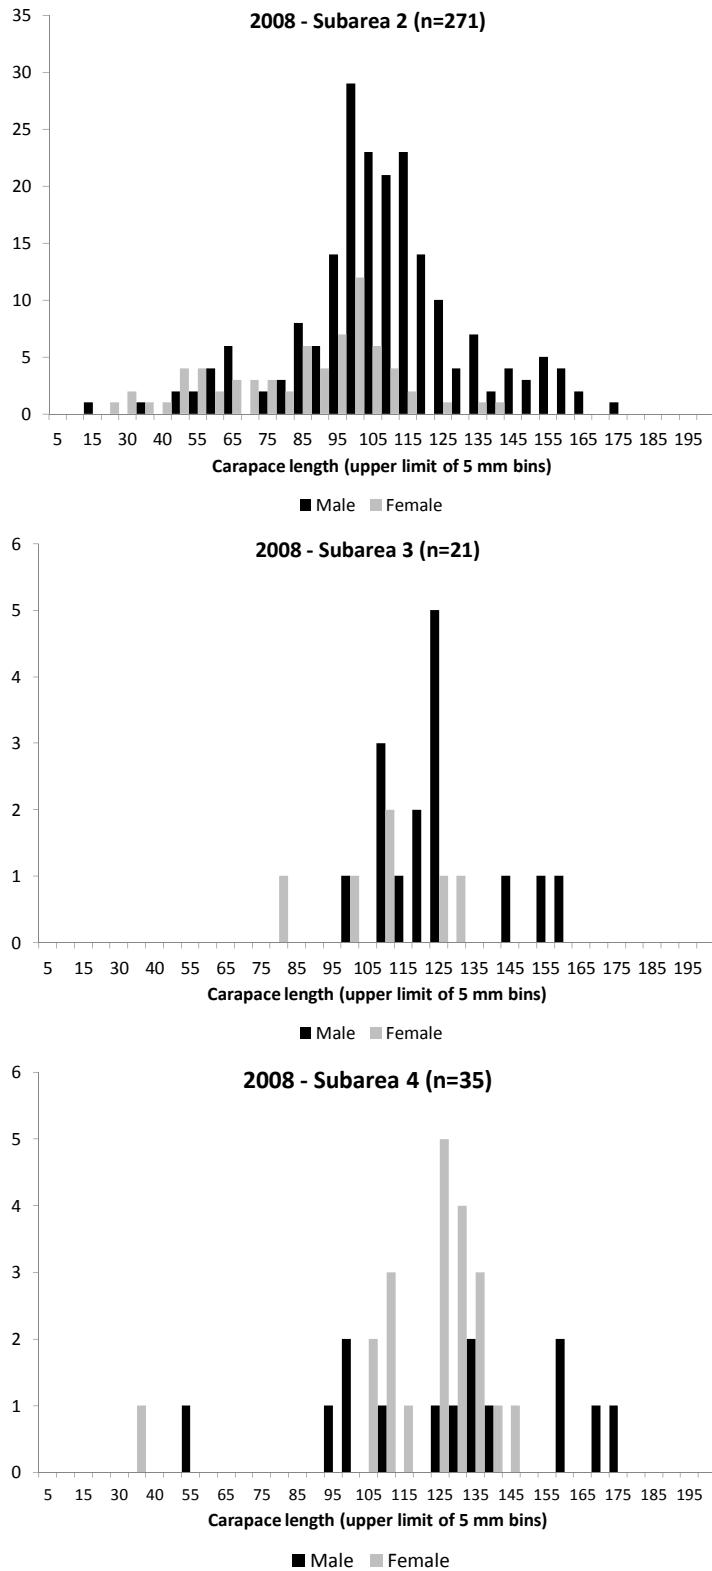 2008 - Subarea 2 (n=271)
35
30
25
20
15
10
5
0
5 15 30 40 55 65 75 85 95 105 115 125 135 145 155 165 175 185 195
Carapace length (upper limit of 5 mm bins)
Male Female
2008 - Subarea 3 (n=21)
6
5
4
3
2
1
0
5 15 30 40 55 65 75 85 95 105 115 125 135 145 155 165 175 185 195
Carapace length (upper limit of 5 mm bins)
Male Female
2008 - Subarea 4 (n=35)
6
5
4
3
2
1
0
5 15 30 40 55 65 75 85 95 105 115 125 135 145 155 165 175 185 195
Carapace length (upper limit of 5 mm bins)
Male Female